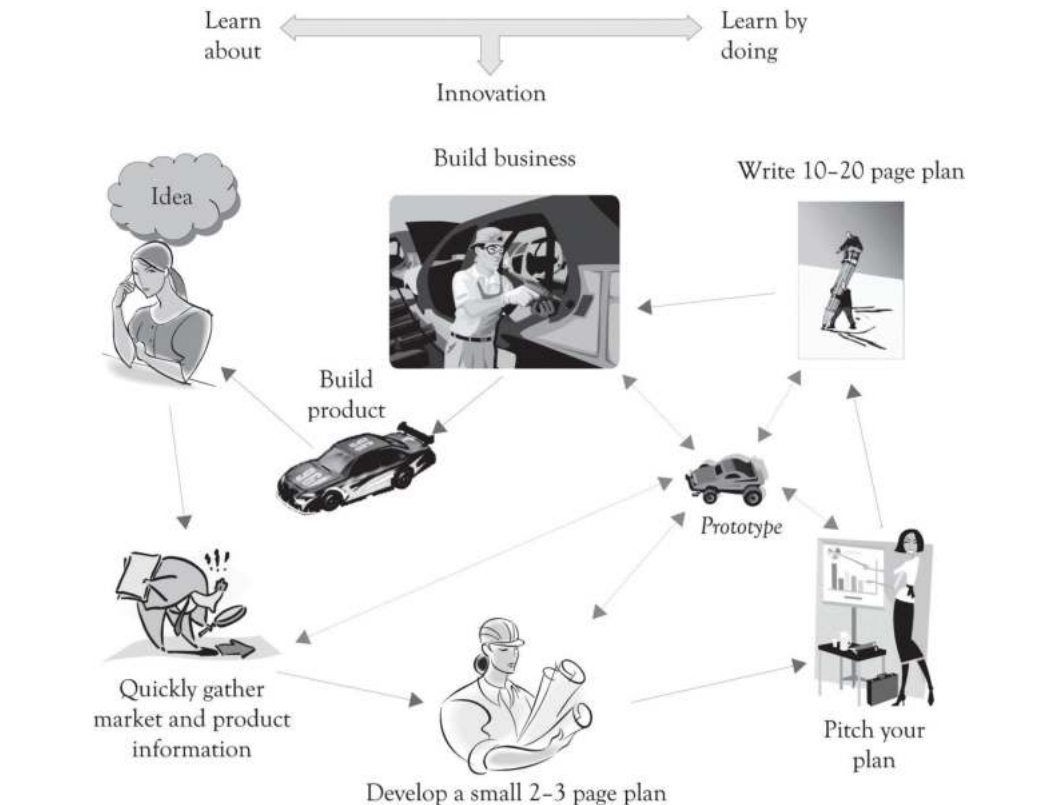 Learn
about
Learn by
doing
Innovation
Build business
Write 10–20 page plan
Idea
Build
product
Prototype
!!!
Quickly gather
market and product
information
Pitch your
plan
Develop a small 2–3 page plan